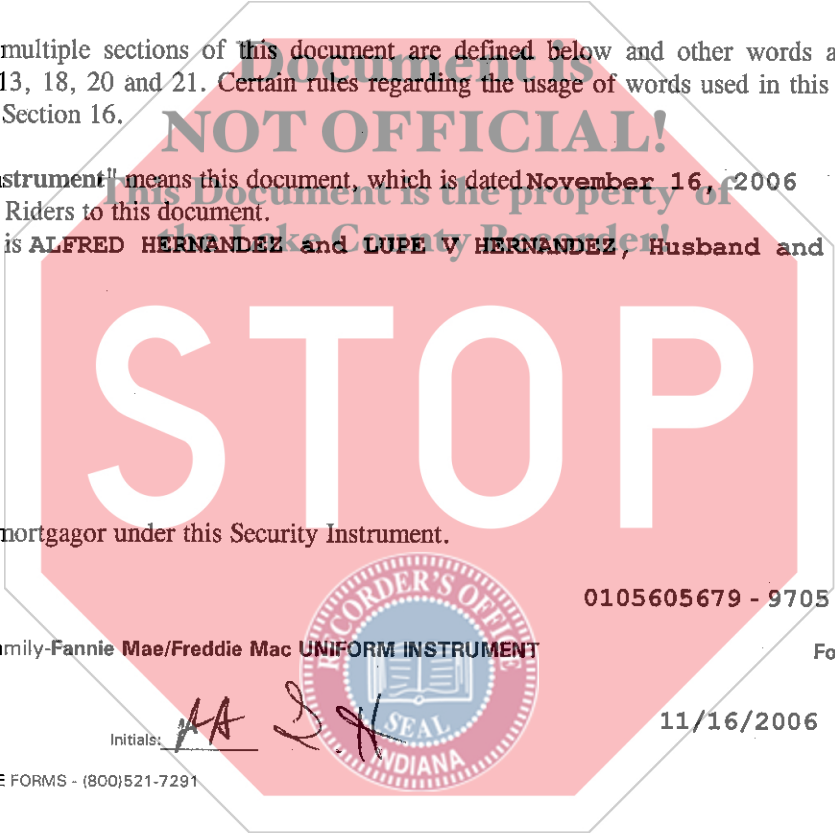 multiple sections of this document are defined below and other words a
Document is
13, 18, 20 and 21. Certain rules regarding the usage of words used in this
Section 16.
NOT OFFICIAL!
strument" means this document, which is dated November 16, 2006
This Document is the property of
Riders to this document.
the Lake County Recorder!
is ALFRED HERNANDEZ and LUPE V HERNANDEZ, Husband and
STOP
mortgagor under this Security Instrument.
RECORDER'S OFFICE
0105605679 - 9705
mily-Fannie Mae/Freddie Mac UNIFORM INSTRUMENT
Fo
SEAL
11/16/2006
Initials:
INDIANA
E FORMS - (800)521-7291